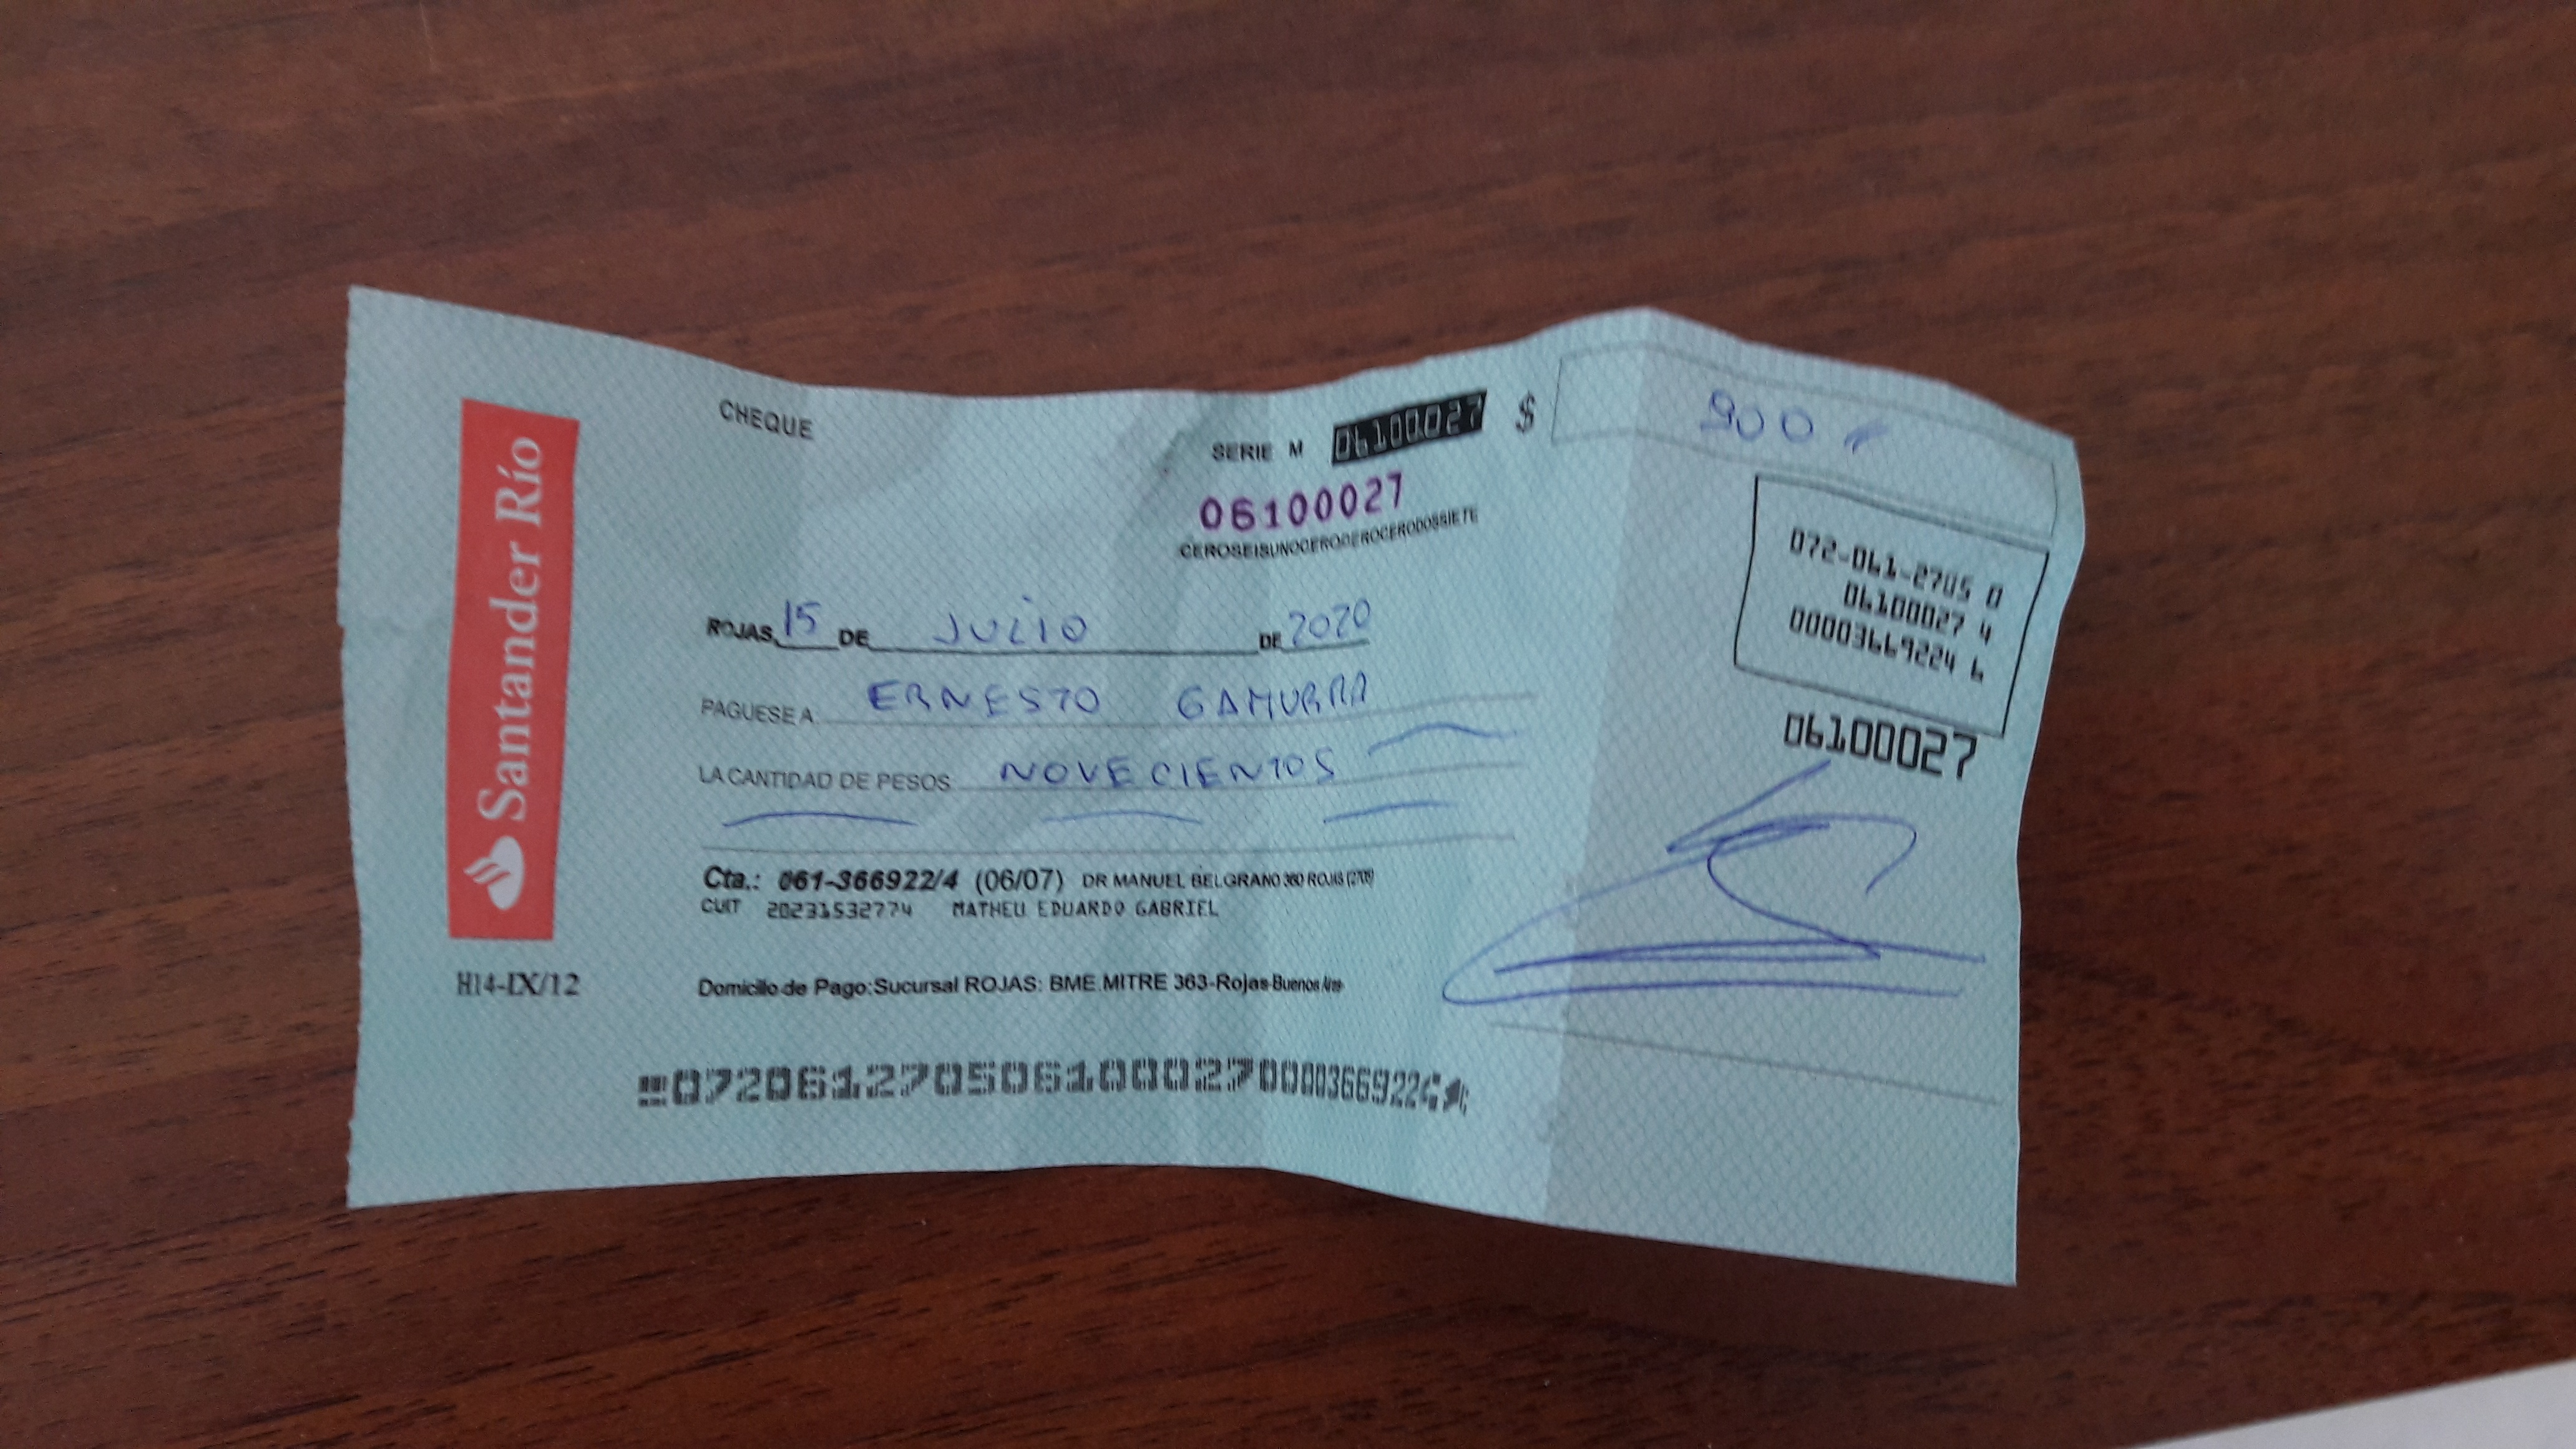 CHEQUE
SERIE M 06100027 $ 900
06100027
CEROSEISUNOCEROCEROCERODOSSIETE
072-061-2705 0
06100027 4
00003669224 6
06100027
Santander Río
ROJAS, 15 DE JULIO DE 2020
PAGUESE A ERNESTO GAMURRA
LA CANTIDAD DE PESOS NOVECIENTOS
Cta.: 061-366922/4 (06/07) DR MANUEL BELGRANO 360 ROJAS (2705)
CUIT 20231532774 MATHEU EDUARDO GABRIEL
H14-IX/12
Domicilio de Pago:Sucursal ROJAS: BME.MITRE 363-Rojas-Buenos Aires
07206127050610002700003669224